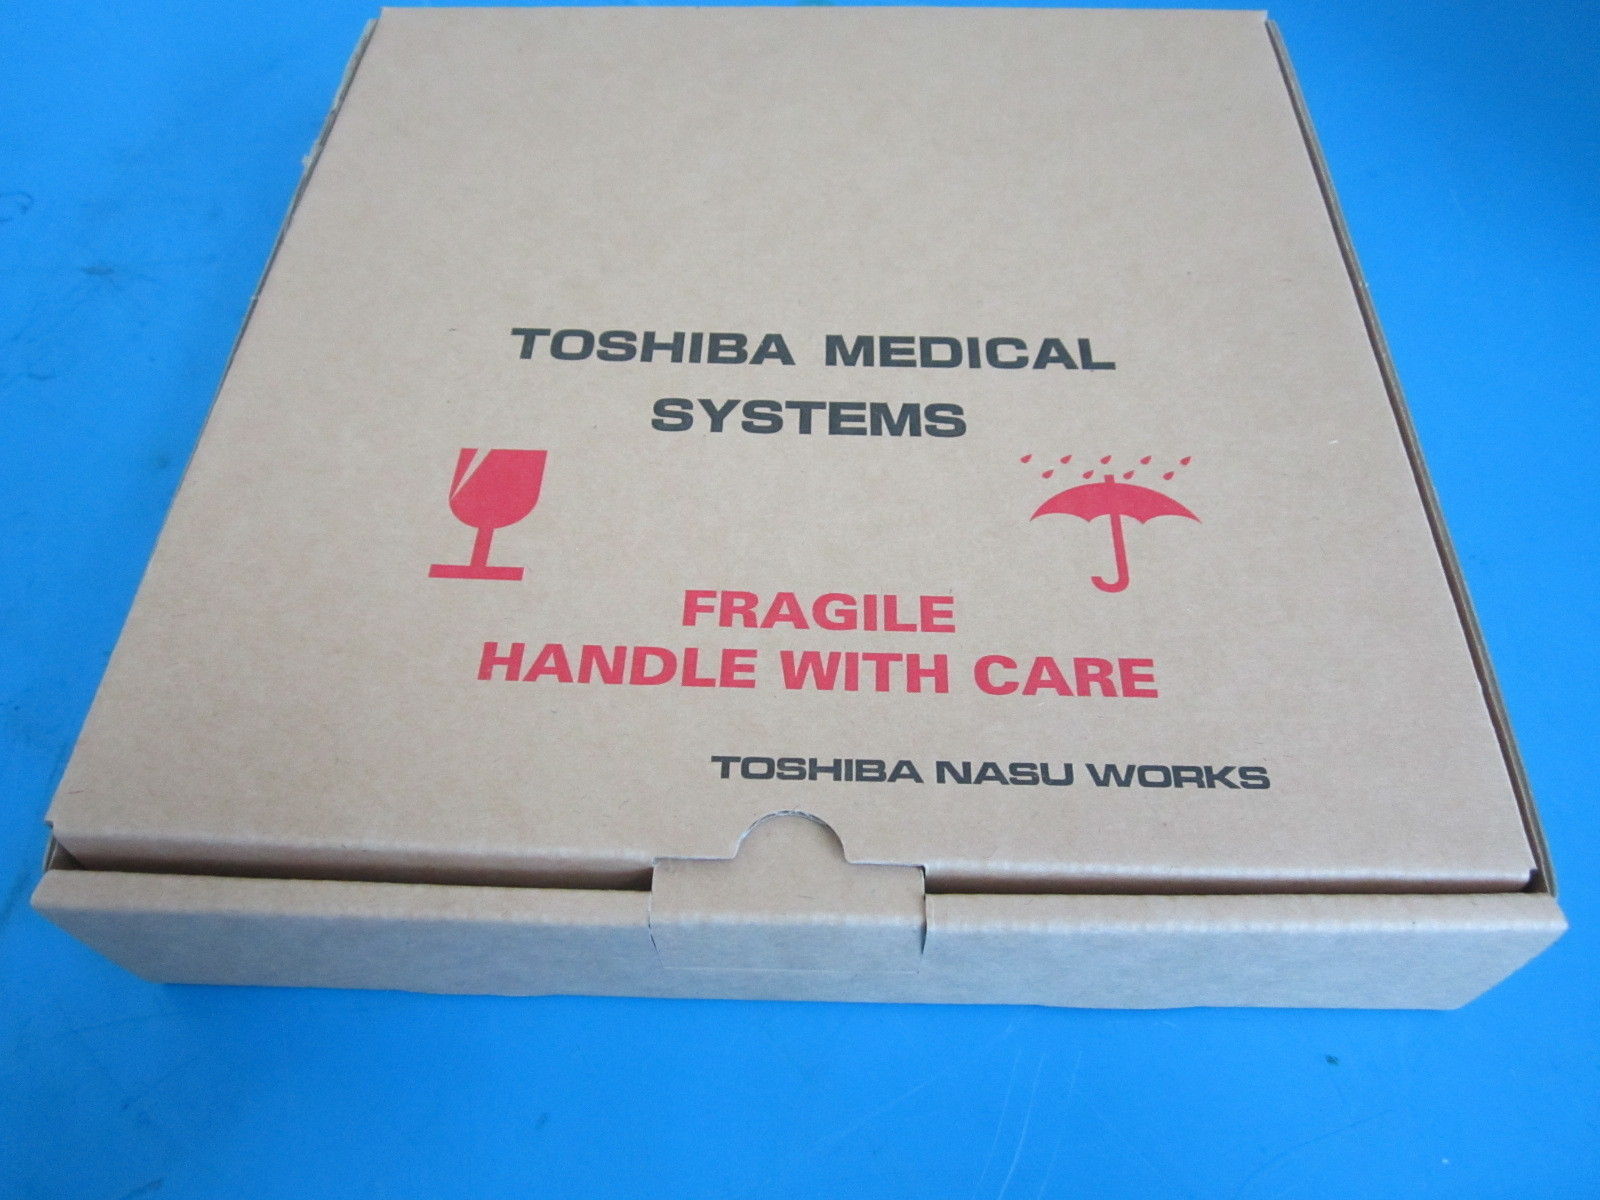 TOSHIBA MEDICAL
SYSTEMS
FRAGILE
HANDLE WITH CARE
TOSHIBA NASU WORKS